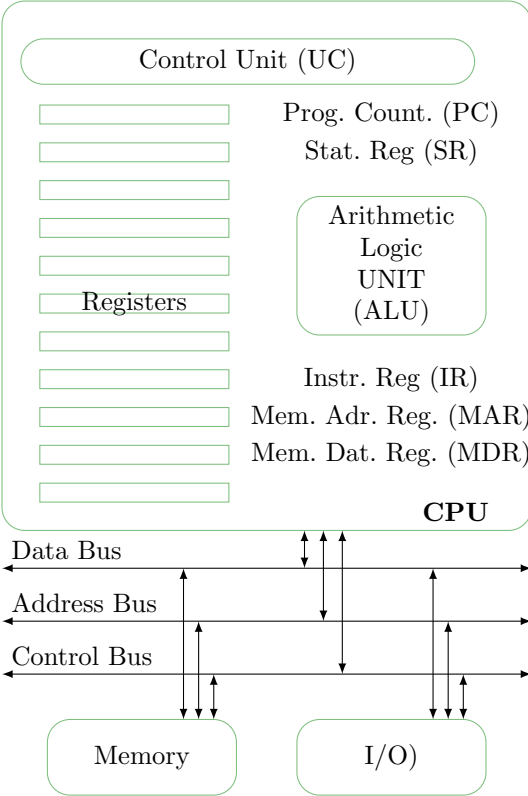 Control Unit (UC)
Prog. Count. (PC)
Stat. Reg (SR)
Arithmetic
Logic
UNIT
(ALU)
Registers
Instr. Reg (IR)
Mem. Adr. Reg. (MAR)
Mem. Dat. Reg. (MDR)
CPU
Data Bus
Address Bus
Control Bus
Memory
I/O)